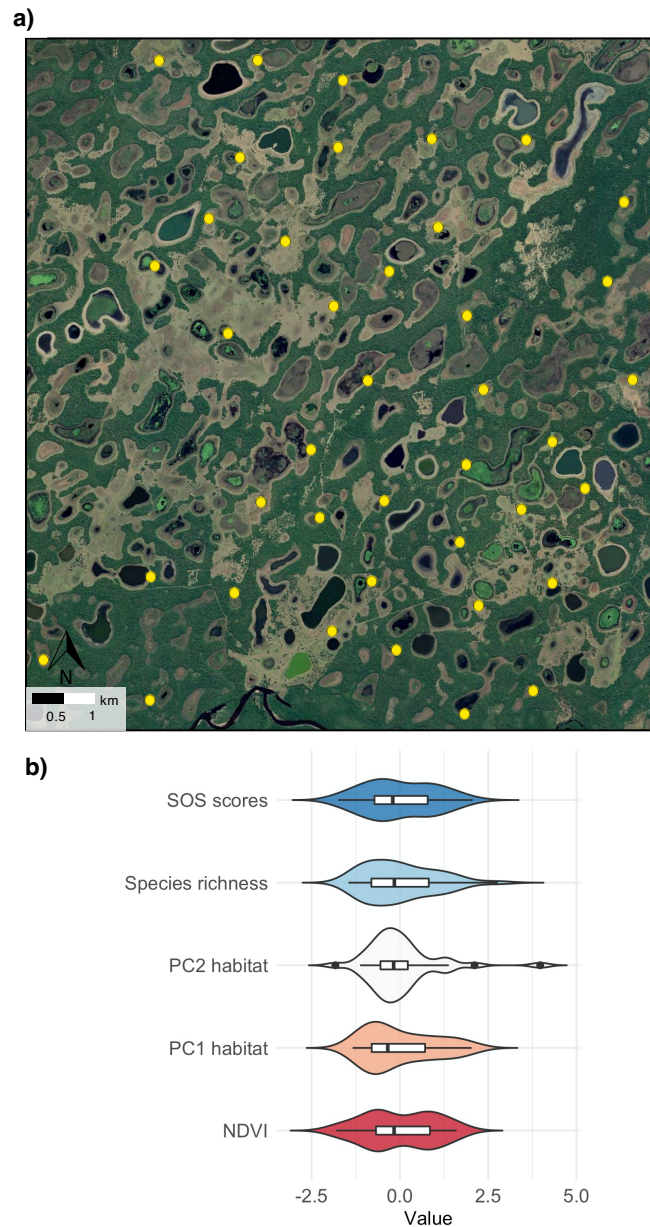 a)
N
km
0.5 1
b)
SOS scores
Species richness
PC2 habitat
PC1 habitat
NDVI
-2.5 0.0 2.5 5.0
Value